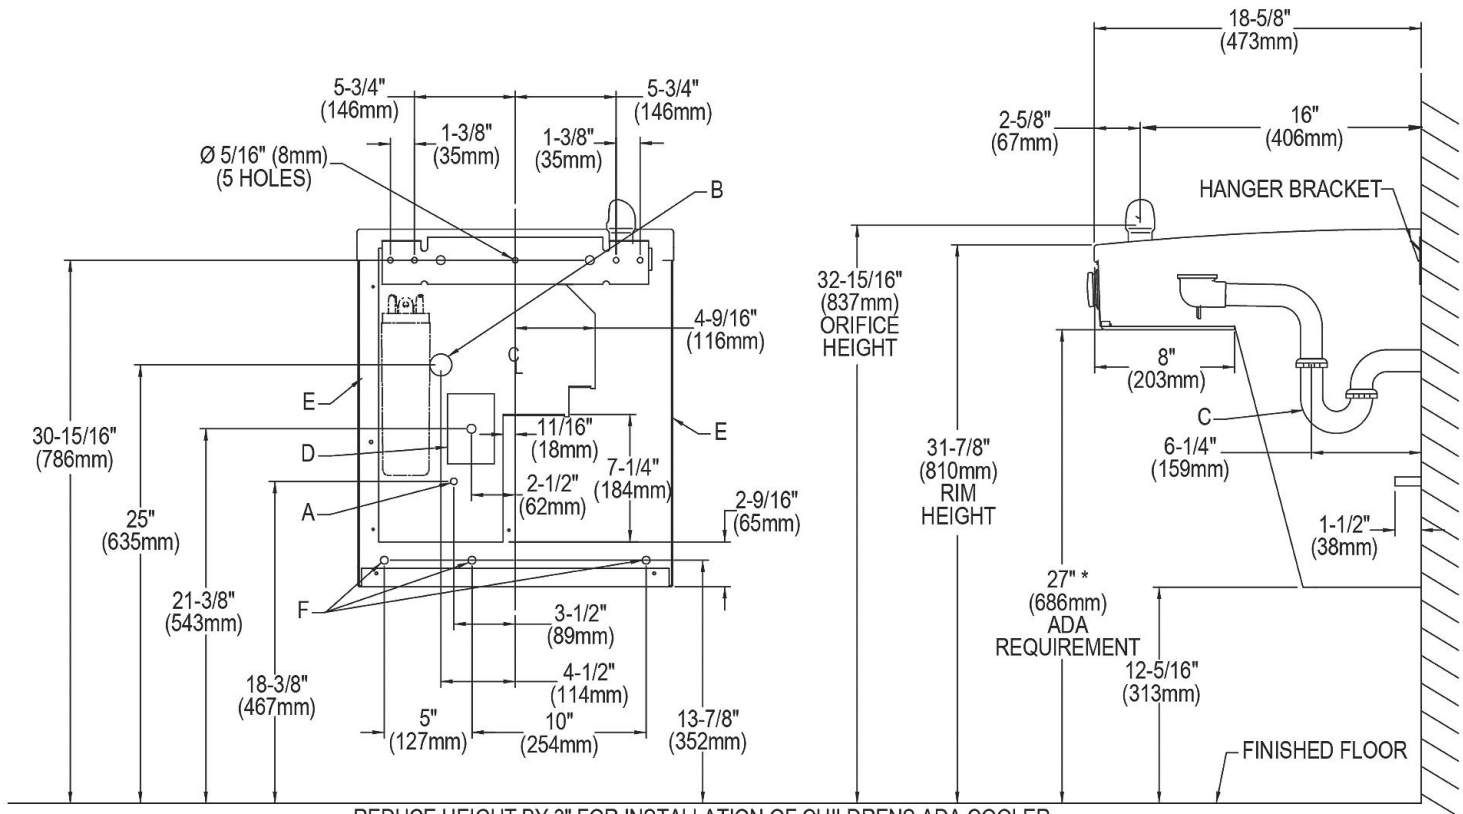 18-5/8"
(473mm)
5-3/4"
(146mm)
5-3/4"
(146mm)
1-3/8"
(35mm)
1-3/8"
(35mm)
2-5/8"
(67mm)
16"
(406mm)
Ø 5/16" (8mm)
(5 HOLES)
B
HANGER BRACKET
32-15/16"
(837mm)
ORIFICE
HEIGHT
4-9/16"
(116mm)
CL
8"
(203mm)
E
C
30-15/16"
(786mm)
D
11/16"
(18mm)
E
31-7/8"
(810mm)
RIM
HEIGHT
6-1/4"
(159mm)
7-1/4"
(184mm)
2-1/2"
(62mm)
A
2-9/16"
(65mm)
25"
(635mm)
1-1/2"
(38mm)
21-3/8"
(543mm)
F
27" *
(686mm)
ADA
REQUIREMENT
3-1/2"
(89mm)
18-3/8"
(467mm)
4-1/2"
(114mm)
12-5/16"
(313mm)
5"
(127mm)
10"
(254mm)
13-7/8"
(352mm)
FINISHED FLOOR
REDUCE HEIGHT BY 3" FOR INSTALLATION OF CHILDRENS ADA COOLER